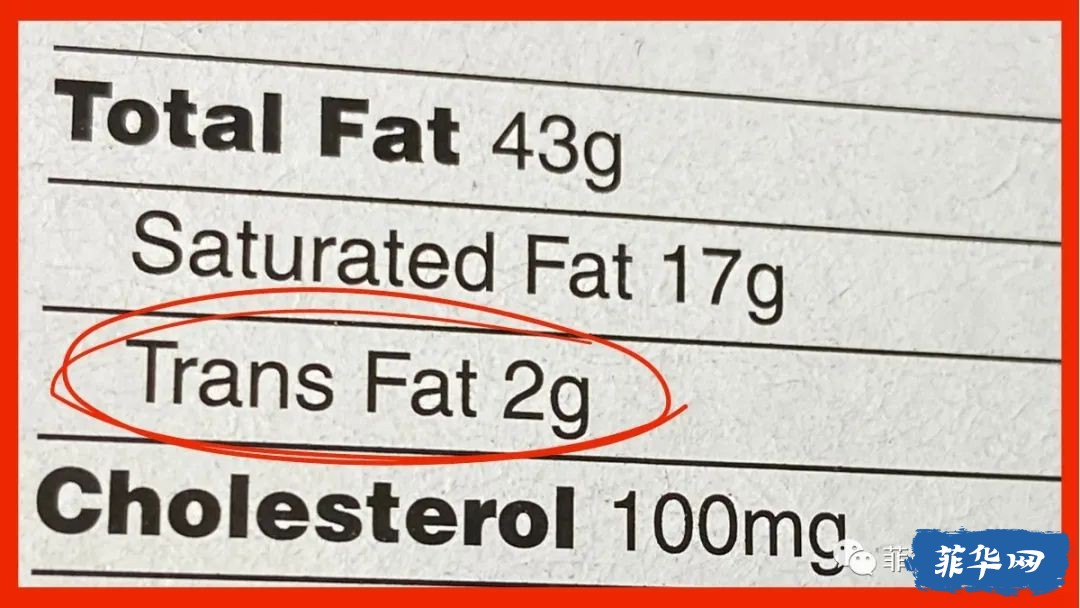 Total Fat 43g
Saturated Fat 17g
Trans Fat 2g
Cholesterol 100mg
菲华网